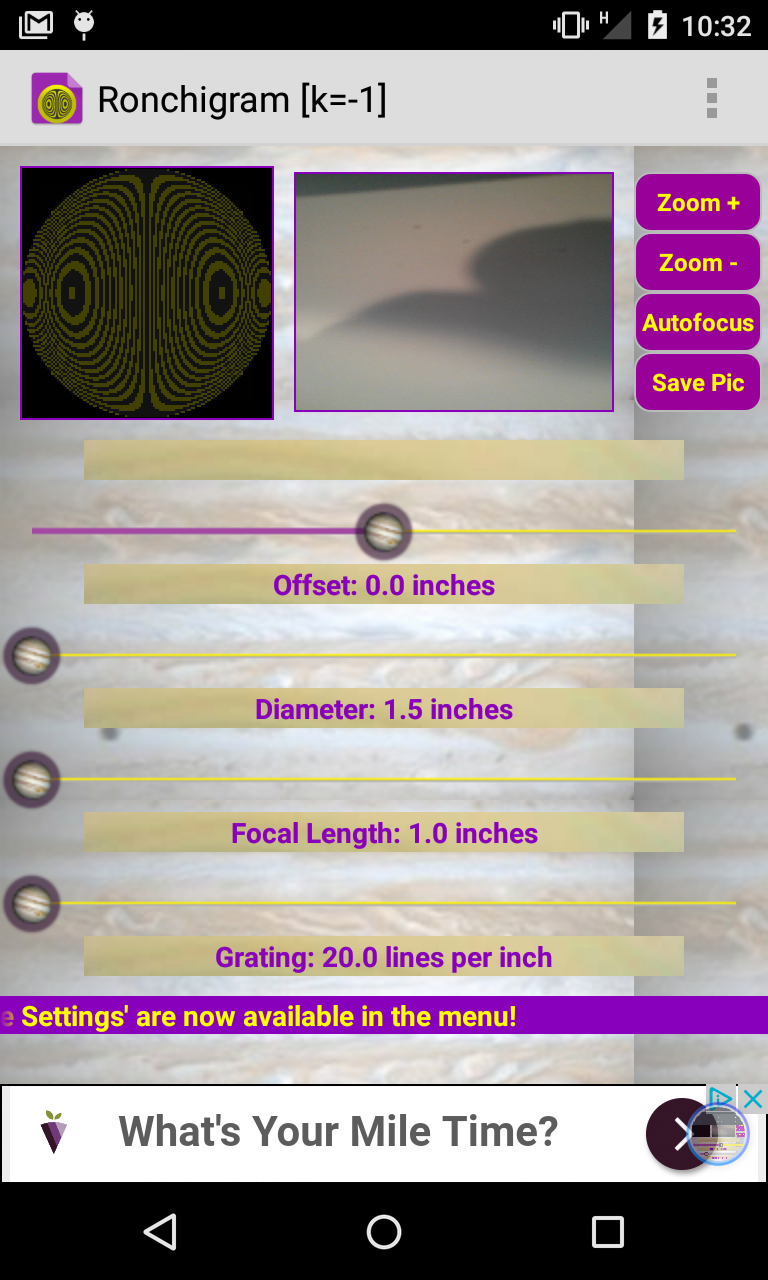 H
10:32
Ronchigram [k=-1]
Zoom +
Zoom -
Autofocus
Save Pic
Offset: 0.0 inches
Diameter: 1.5 inches
Focal Length: 1.0 inches
Grating: 20.0 lines per inch
e Settings' are now available in the menu!
What's Your Mile Time?